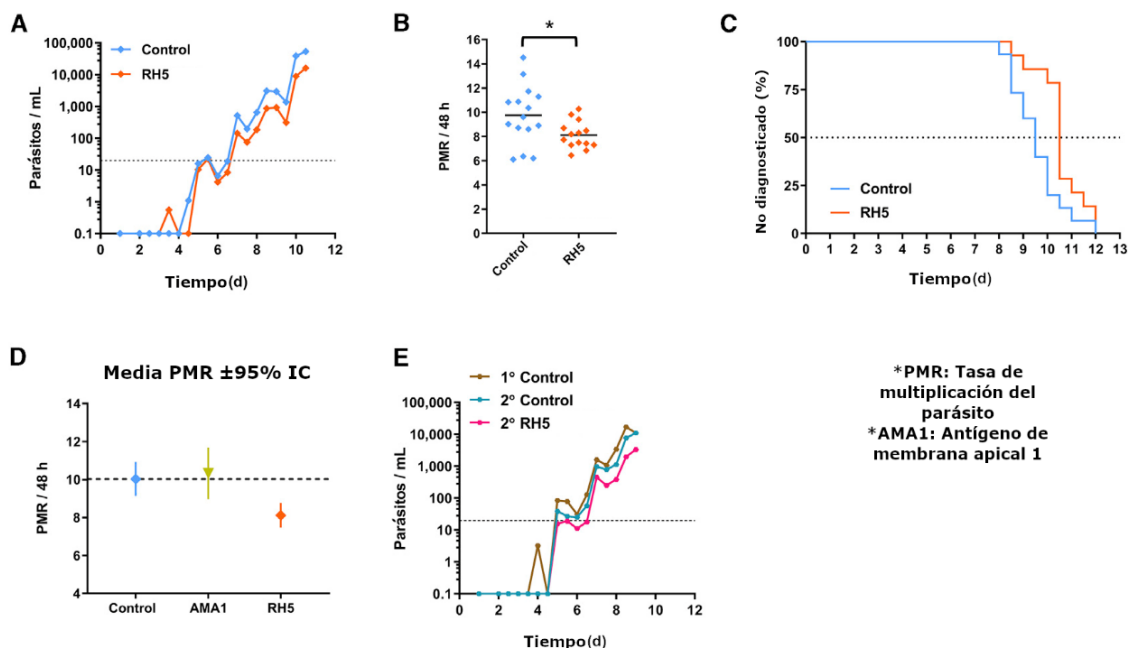 A
100,000
10,000
1,000
100
10
1
0.1
Parásitos / mL
Control
RH5
0 2 4 6 8 10 12
Tiempo(d)
B
*
16
14
12
10
8
6
4
2
0
PMR / 48 h
Control RH5
C
100
75
50
25
0
No diagnosticado (%)
Control
RH5
0 1 2 3 4 5 6 7 8 9 10 11 12 13
Tiempo(d)
D
Media PMR ±95% IC
14
12
10
8
6
4
PMR / 48 h
Control AMA1 RH5
E
1º Control
2º Control
2º RH5
100,000
10,000
1,000
100
10
1
0.1
Parásitos / mL
0 2 4 6 8 10 12
Tiempo(d)
*PMR: Tasa de
multiplicación del
parásito
*AMA1: Antígeno de
membrana apical 1